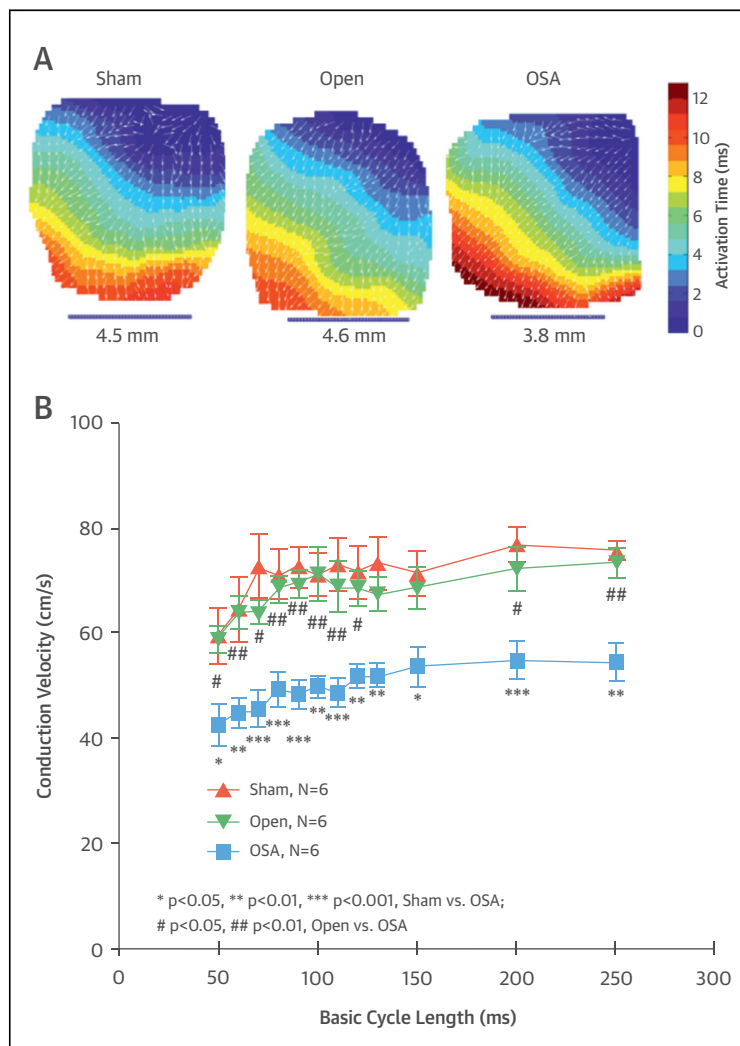 A
Sham
Open
OSA
4.5 mm
4.6 mm
3.8 mm
12
10
8
6
4
2
0
Activation Time (ms)
B
100
80
60
40
20
0
Conduction Velocity (cm/s)
# ## # ## ## ## ## # # ##
* ** *** *** *** ** *** ** ** * *** **
Sham, N=6
Open, N=6
OSA, N=6
* p<0.05, ** p<0.01, *** p<0.001, Sham vs. OSA;
# p<0.05, ## p<0.01, Open vs. OSA
0 50 100 150 200 250 300
Basic Cycle Length (ms)